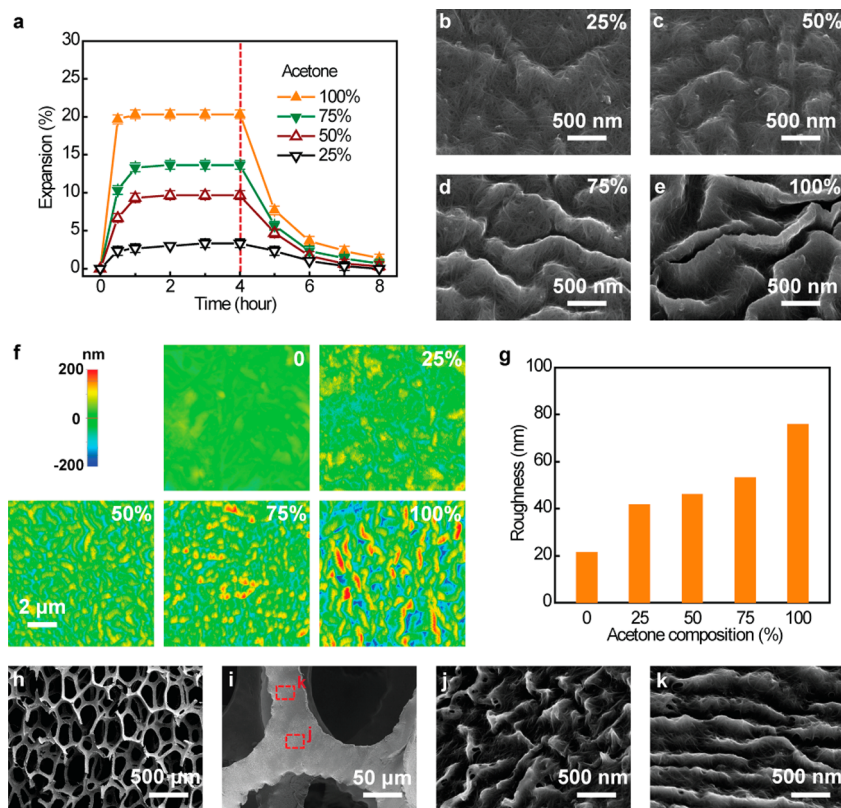 a
30
25
20
15
10
5
0
Expansion (%)
0 2 4 6 8
Time (hour)
Acetone
100%
75%
50%
25%
b 25%
500 nm
c 50%
500 nm
d 75%
500 nm
e 100%
500 nm
f
nm
200
0
-200
0
25%
50%
2 μm
75%
100%
g
100
80
60
40
20
0
Roughness (nm)
0 25 50 75 100
Acetone composition (%)
h
500 μm
i
k
j
50 μm
j
500 nm
k
500 nm